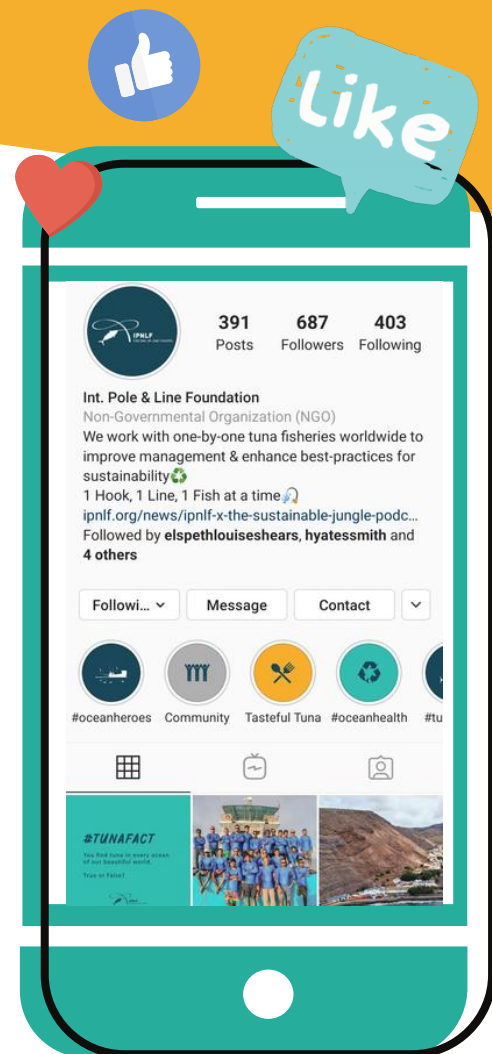 Like
IPNLF
391 687 403
Posts Followers Following
Int. Pole & Line Foundation
Non-Governmental Organization (NGO)
We work with one-by-one tuna fisheries worldwide to
improve management & enhance best-practices for
sustainability♻️
1 Hook, 1 Line, 1 Fish at a time🎣
ipnlf.org/news/ipnlf-x-the-sustainable-jungle-podc...
Followed by elspethlouiseshears, hyatessmith and
4 others
Followi... Message Contact
#oceanheroes Community Tasteful Tuna #oceanhealth #tu
#TUNAFACT
You find tuna in every ocean
of our beautiful world.
True or False?